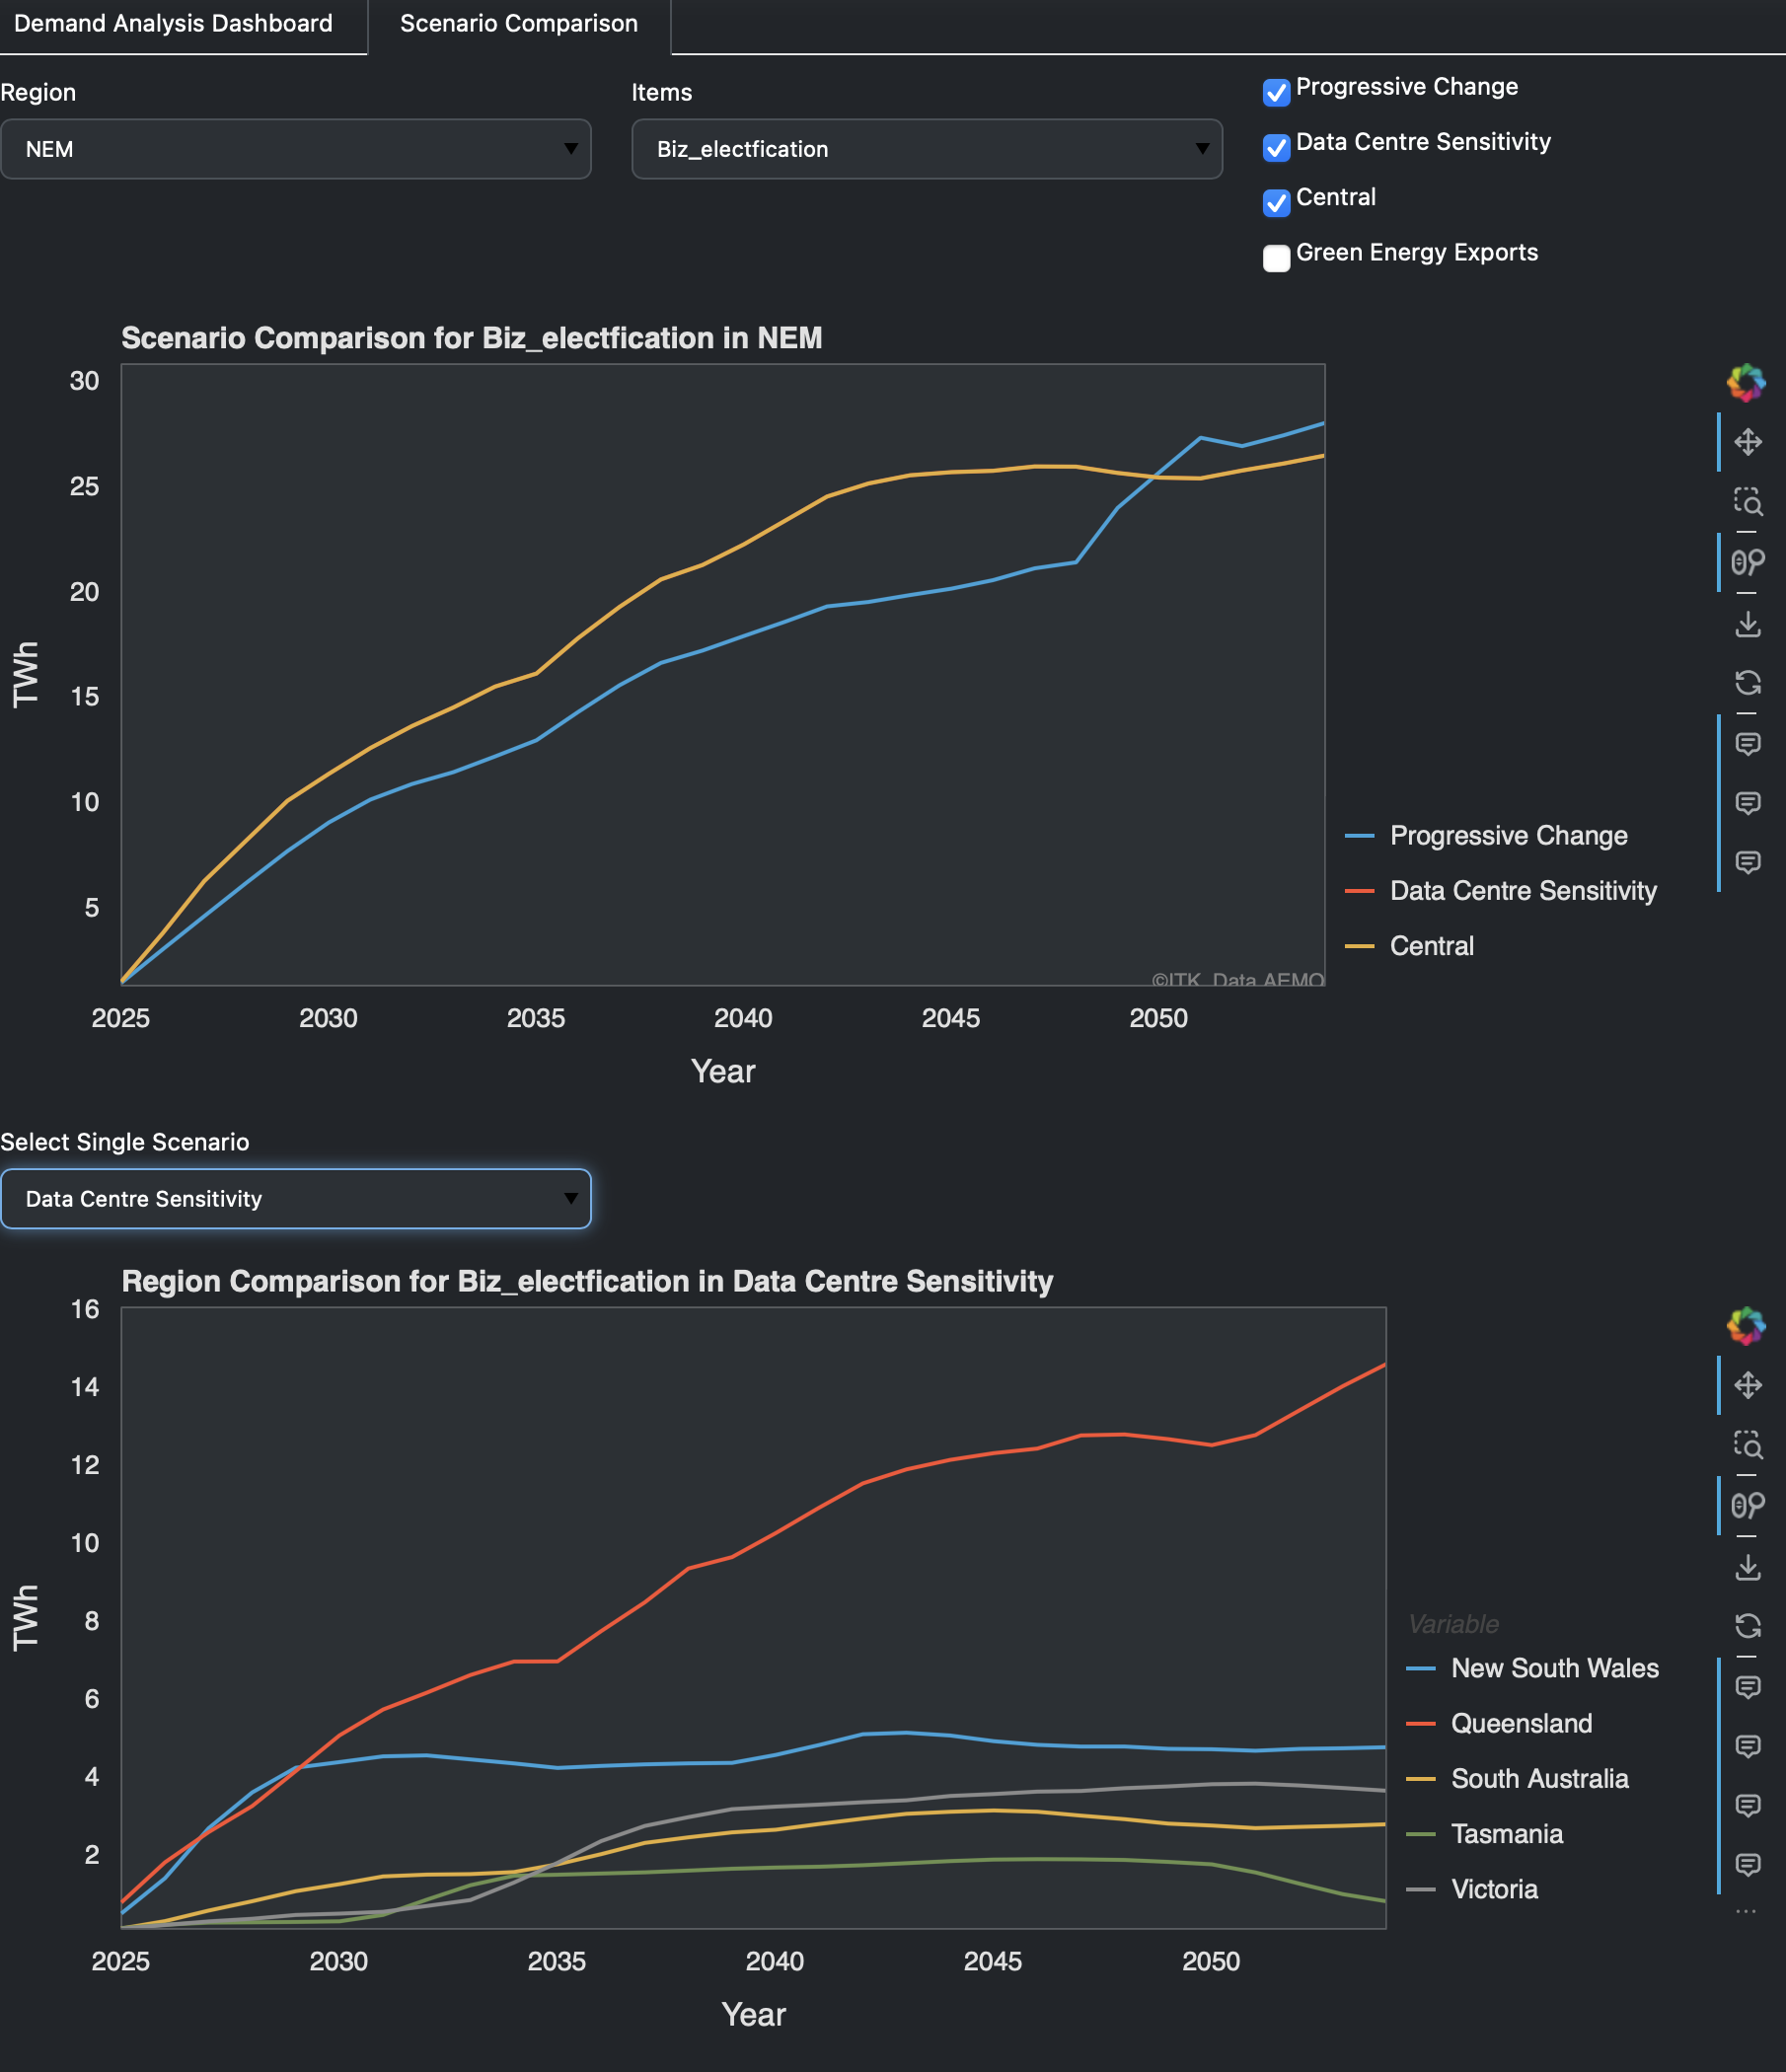 Demand Analysis Dashboard
Scenario Comparison
Region
NEM
Items
Biz_electfication
Progressive Change
Data Centre Sensitivity
Central
Green Energy Exports
Scenario Comparison for Biz_electfication in NEM
30
25
20
15
10
5
TWh
©ITK Data AEMO
2025
2030
2035
2040
2045
2050
Year
Progressive Change
Data Centre Sensitivity
Central
Select Single Scenario
Data Centre Sensitivity
Region Comparison for Biz_electfication in Data Centre Sensitivity
16
14
12
10
8
6
4
2
TWh
2025
2030
2035
2040
2045
2050
Year
Variable
New South Wales
Queensland
South Australia
Tasmania
Victoria
...